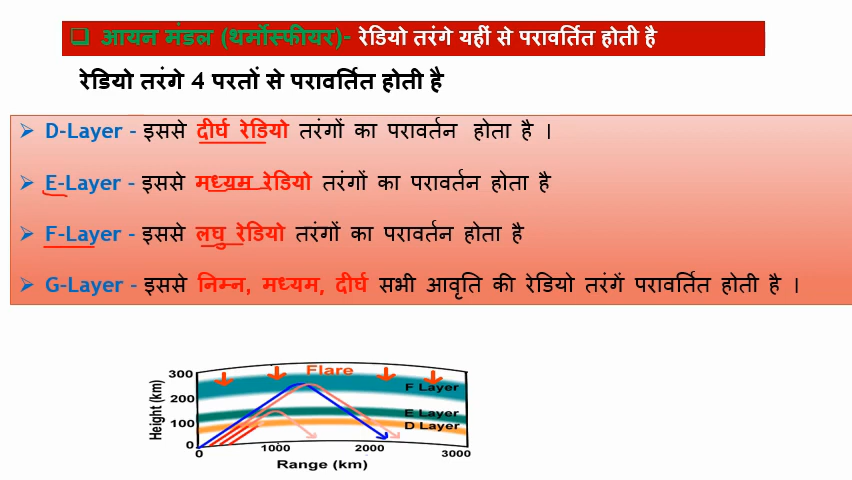 ❑ आयन मंडल (थर्मोस्फीयर)- रेडियो तरंगे यहीं से परावर्तित होती है
रेडियो तरंगे 4 परतों से परावर्तित होती है
➢ D-Layer - इससे दीर्घ रेडियो तरंगों का परावर्तन होता है ।
➢ E-Layer - इससे मध्यम रेडियो तरंगों का परावर्तन होता है
➢ F-Layer - इससे लघु रेडियो तरंगों का परावर्तन होता है
➢ G-Layer - इससे निम्न, मध्यम, दीर्घ सभी आवृति की रेडियो तरंगें परावर्तित होती है ।
Flare
300
F Layer
200
E Layer
100
D Layer
0
Height (km)
0 1000 2000 3000
Range (km)